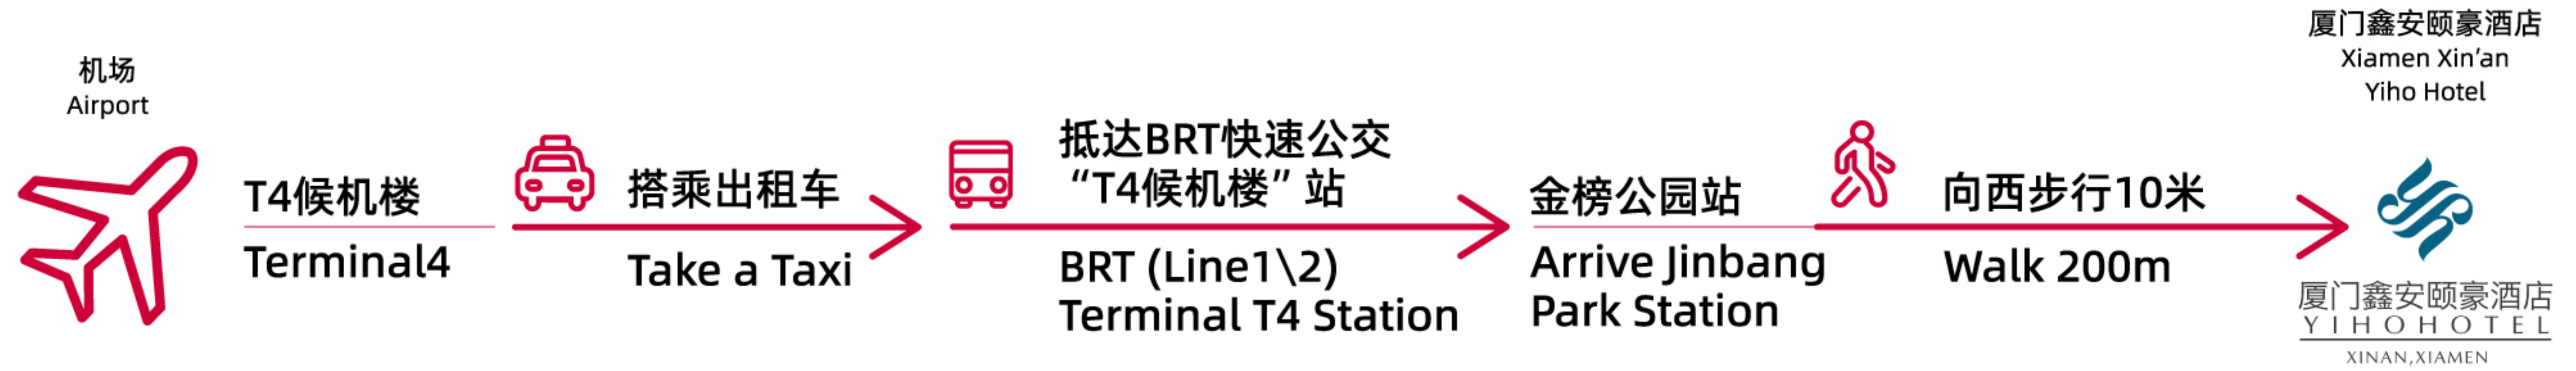 机场
Airport
T4候机楼
Terminal4
搭乘出租车
Take a Taxi
抵达BRT快速公交
“T4候机楼”站
BRT (Line1\2)
Terminal T4 Station
金榜公园站
Arrive Jinbang
Park Station
向西步行10米
Walk 200m
厦门鑫安颐豪酒店
Xiamen Xin’an
Yiho Hotel
厦门鑫安颐豪酒店
YIHOHOTEL
XINAN,XIAMEN